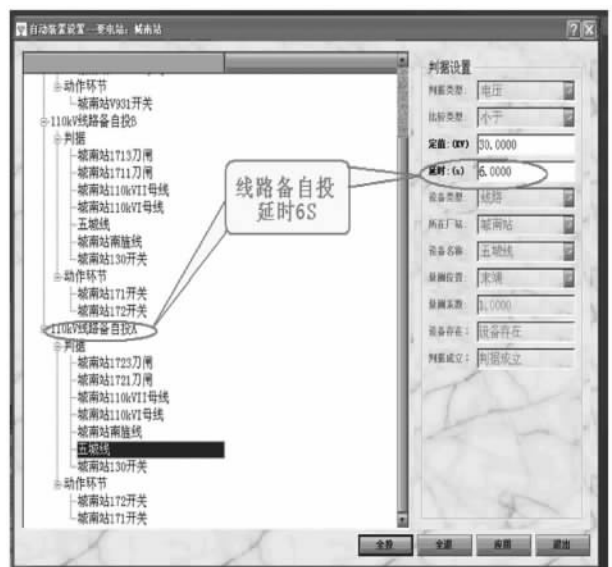 自动装置设置---变电站：城南站
动作环节
城南站V931开关
110kV线路备自投B
判据
城南站1713刀闸
城南站1711刀闸
城南站110kVII母线
城南站110kVI母线
五城线
城南站南旌线
城南站130开关
动作环节
城南站171开关
城南站172开关
110kV线路备自投A
判据
城南站1723刀闸
城南站1721刀闸
城南站110kVII母线
城南站110kVI母线
城南站南旌线
五城线
城南站130开关
动作环节
城南站172开关
城南站171开关
线路备自投
延时6S
判据设置
判据类型: 电压
比较类型: 小于
定值:(KV) 30.0000
延时:(s) 6.0000
设备类型: 线路
所在厂站: 城南站
设备名称: 五城线
量测位置: 末端
量测系数: 1.0000
设备存在: 设备存在
判据成立: 判据成立
全投 全退 应用 退出